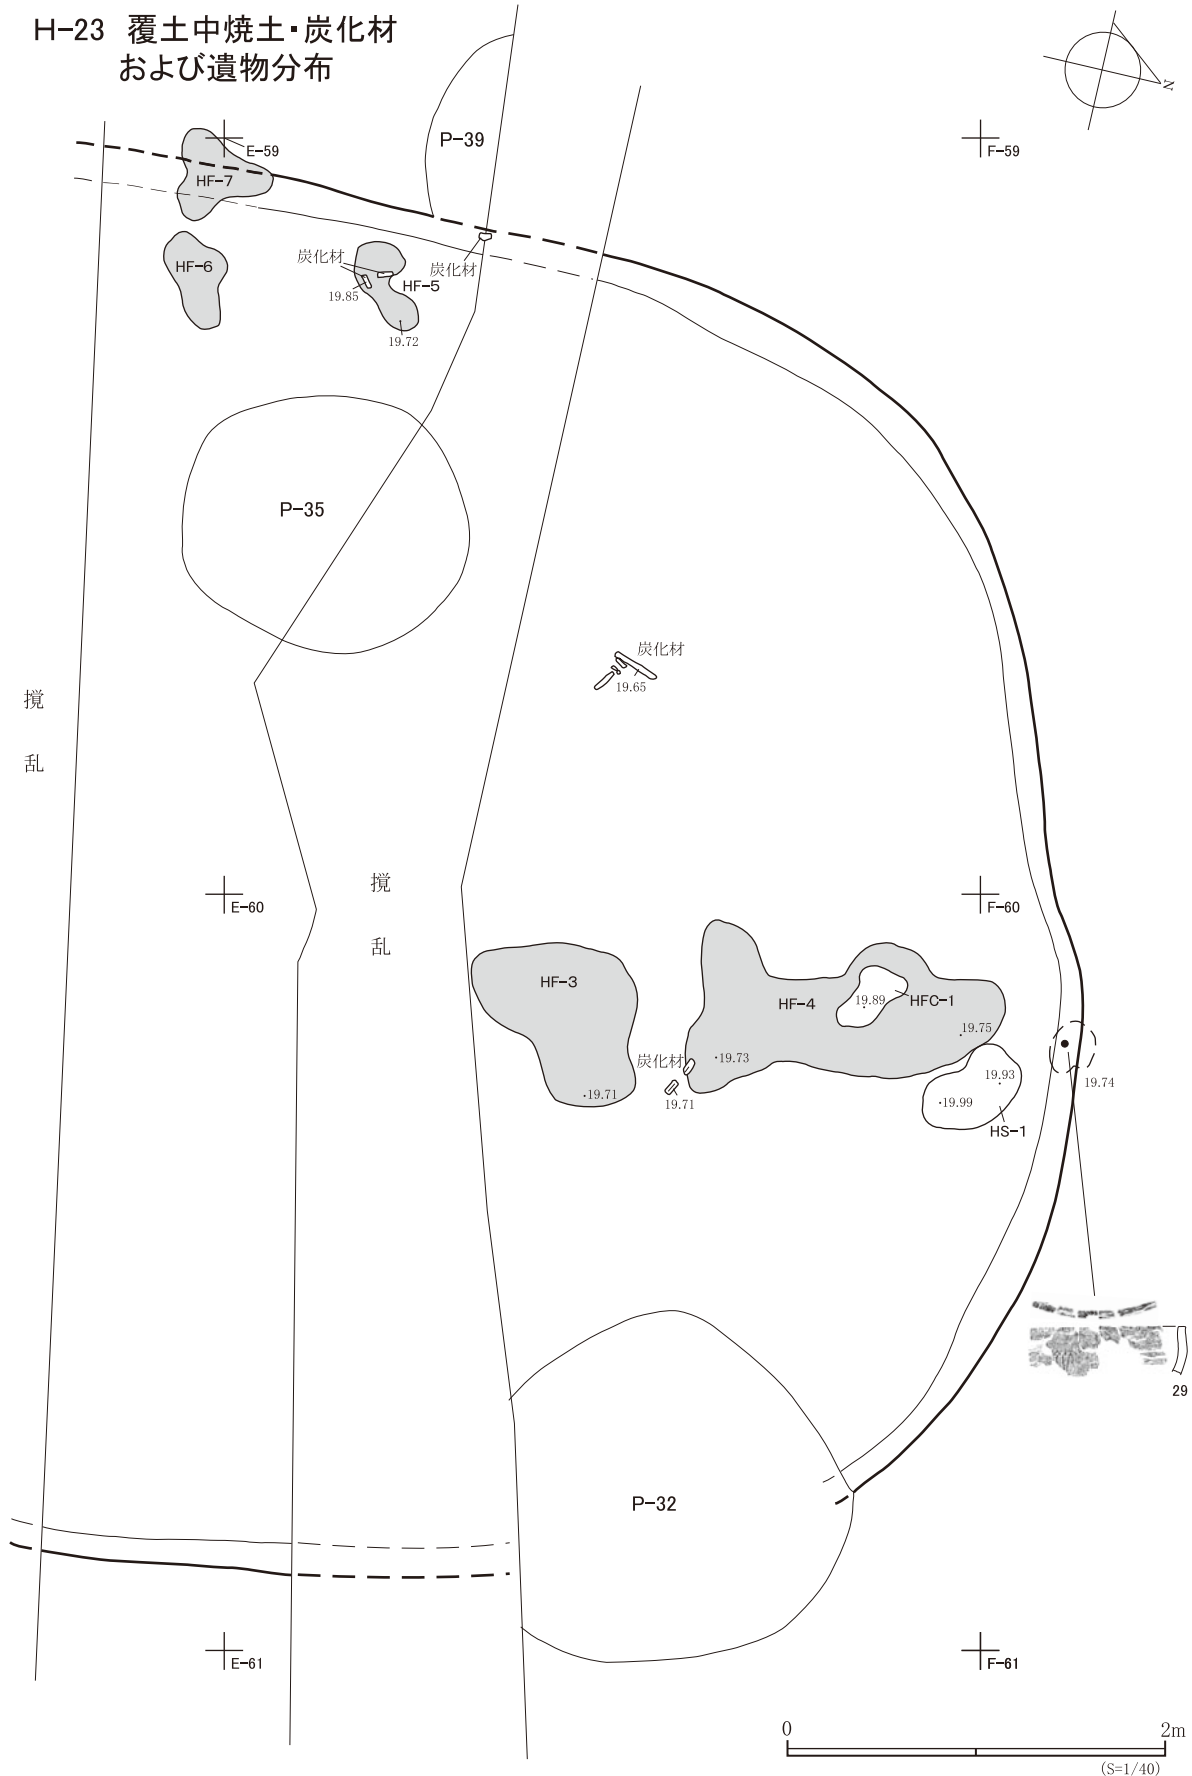 H-23 覆土中焼土・炭化材
および遺物分布
N
P-39
E-59
F-59
HF-7
HF-6
炭化材
炭化材
HF-5
19.85
19.72
P-35
炭化材
19.65
撹
乱
撹
乱
E-60
F-60
HF-3
HF-4
19.89
HFC-1
19.75
炭化材
19.73
19.71
19.71
19.93
19.99
HS-1
19.74
29
P-32
E-61
F-61
0
2m
(S=1/40)